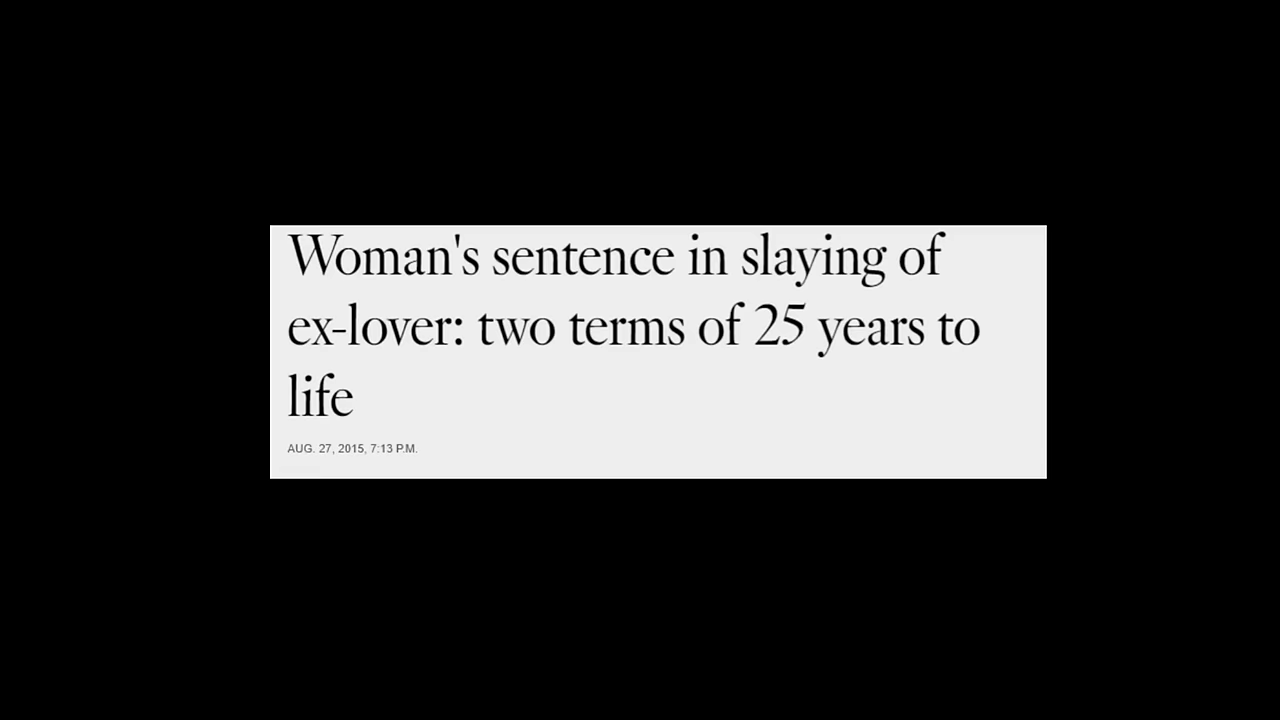 Woman's sentence in slaying of
ex-lover: two terms of 25 years to
life
AUG. 27, 2015, 7:13 P.M.